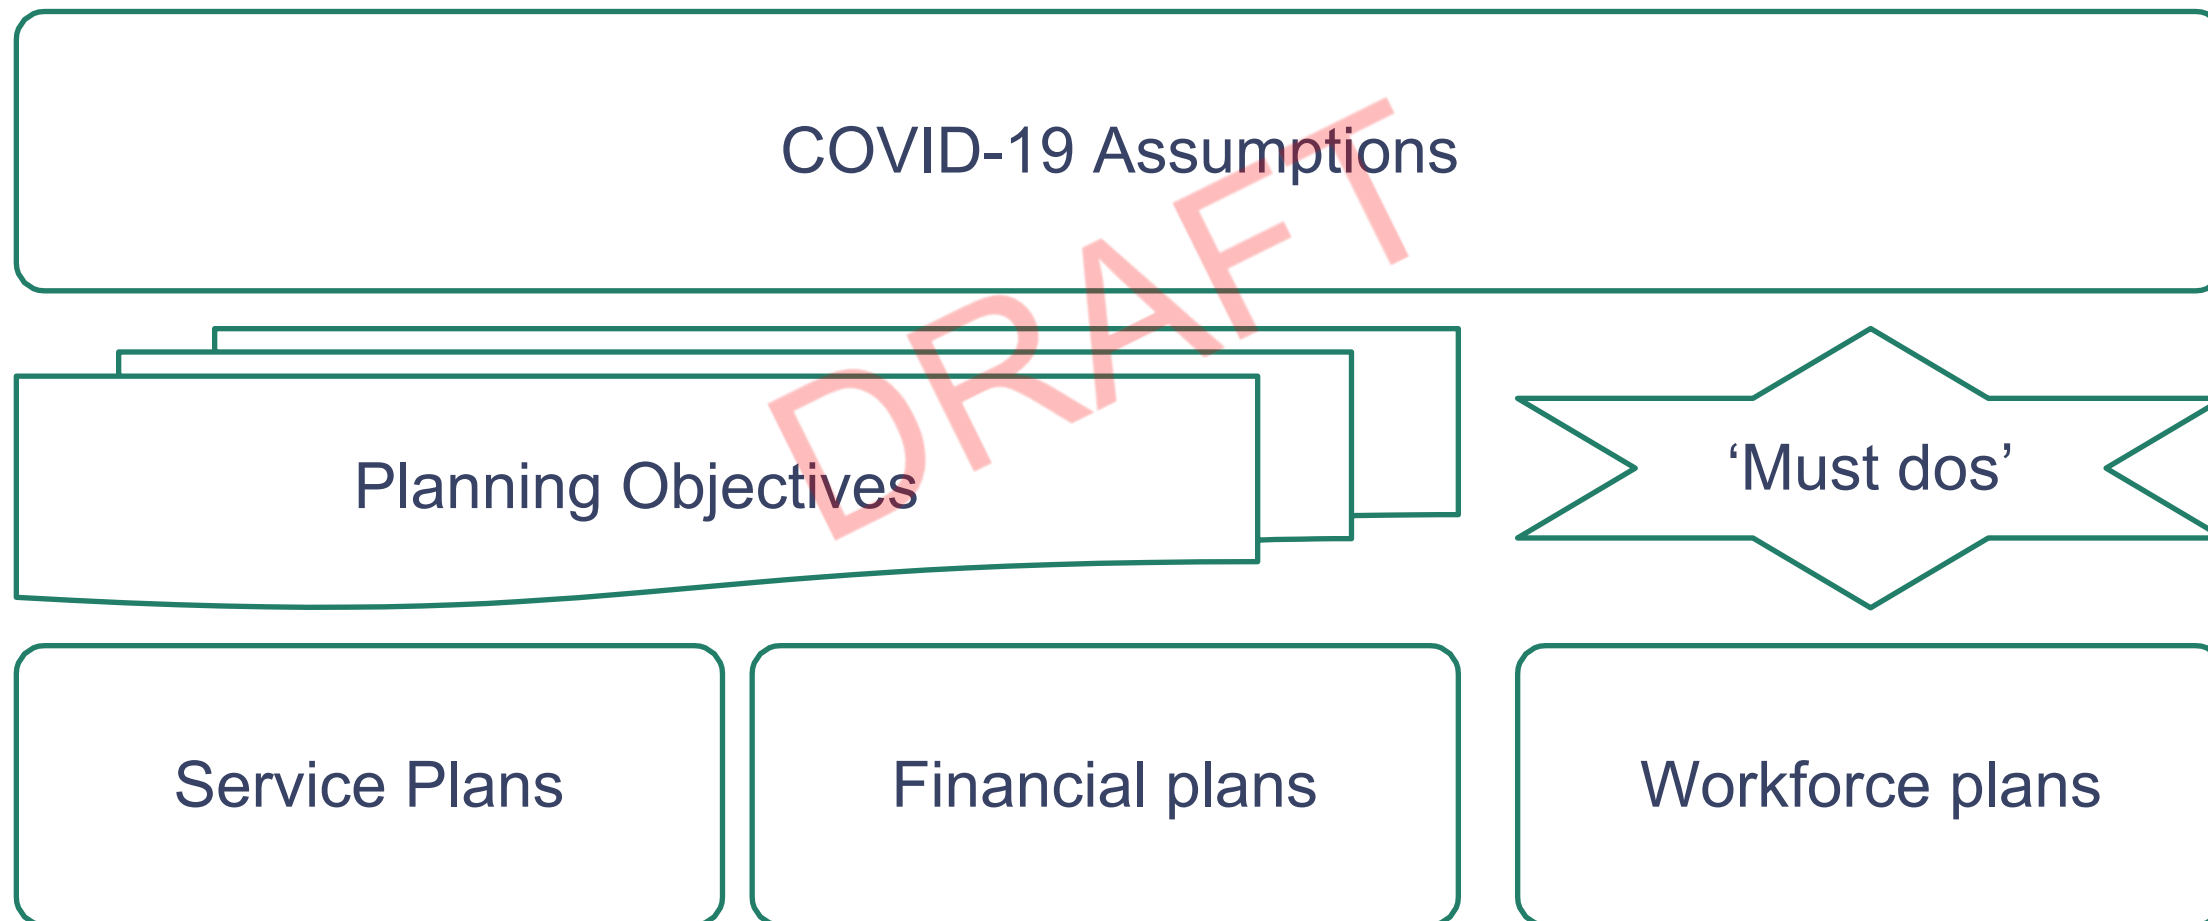 COVID-19 Assumptions
DRAFT
Planning Objectives
‘Must dos’
Service Plans
Financial plans
Workforce plans